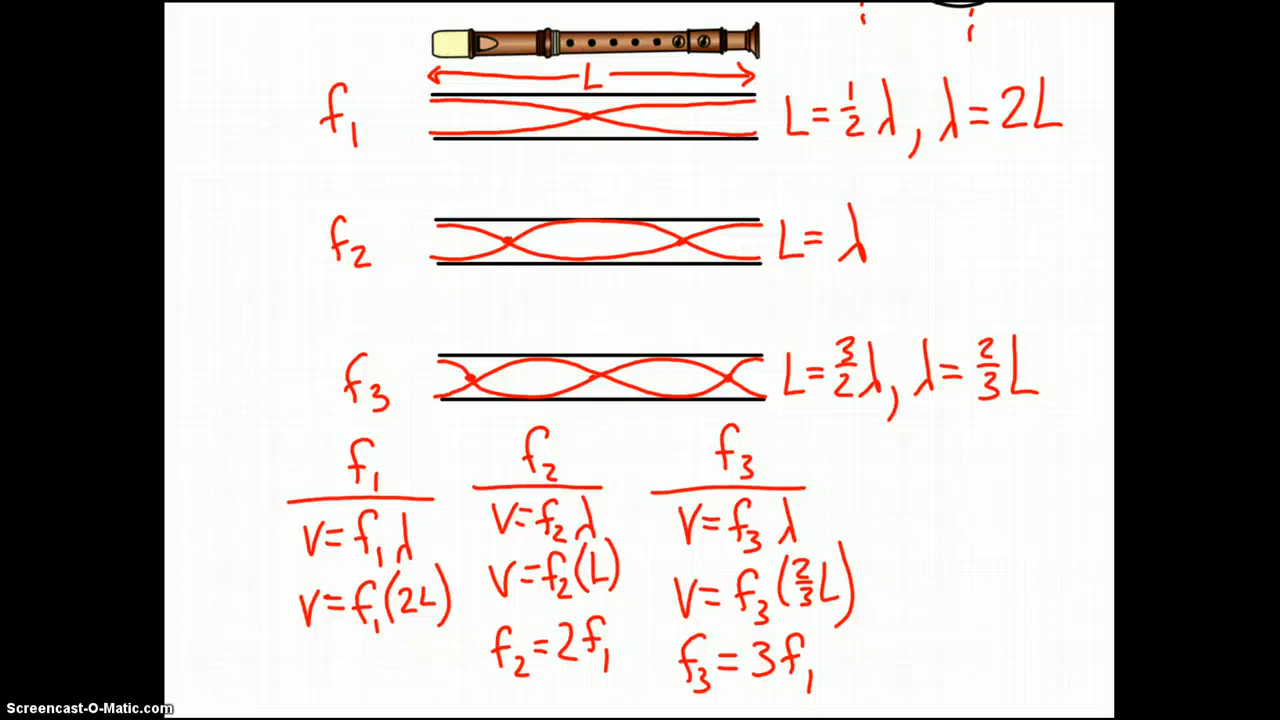 L
f₁ L = 1/2 λ, λ = 2L
f₂ L = λ
f₃ L = 3/2 λ, λ = 2/3 L
f₁ f₂ f₃
v = f₁ λ v = f₂ λ v = f₃ λ
v = f₁(2L) v = f₂(L) v = f₃(2/3 L)
f₂ = 2f₁ f₃ = 3f₁
Screencast-O-Matic.com